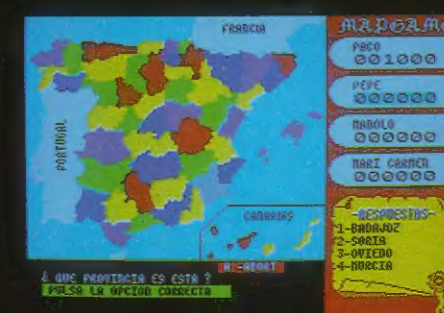 MAPGAME
FRANCIA
PORTUGAL
CANARIAS
PACO
001000
PEPE
000000
MANOLO
000000
MARI CARMEN
000000
-RESPUESTAS-
1-BADAJOZ
2-SORIA
3-OVIEDO
4-MURCIA
A -ABORT
¿ QUE PROVINCIA ES ESTA ?
PULSA LA OPCION CORRECTA